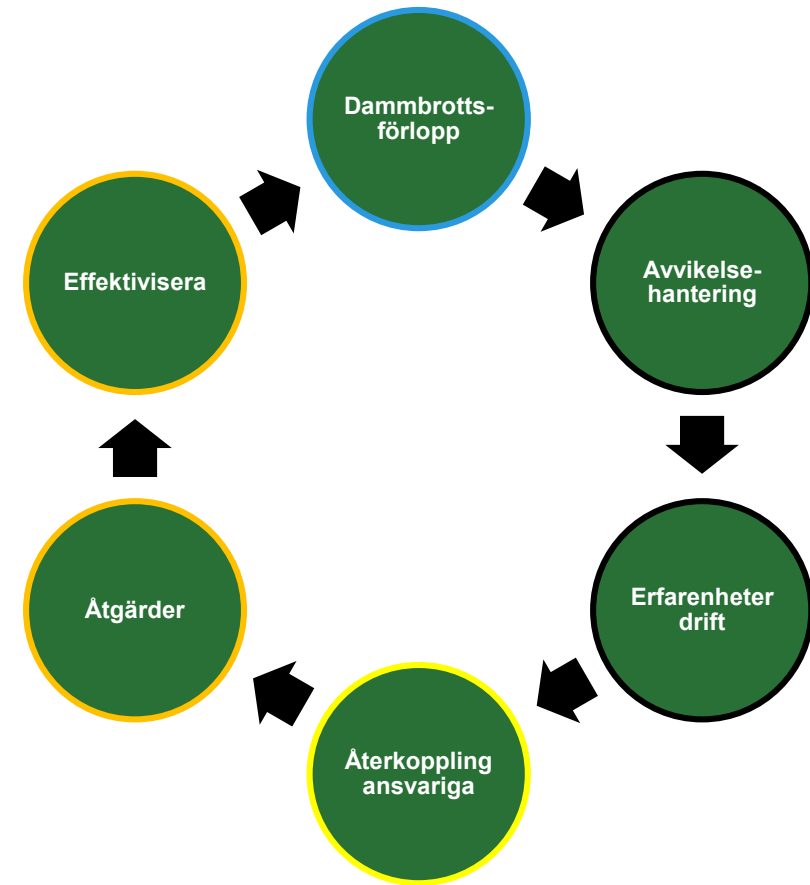 Dammbrotts-
förlopp
Avvikelse-
hantering
Erfarenheter
drift
Återkoppling
ansvariga
Åtgärder
Effektivisera